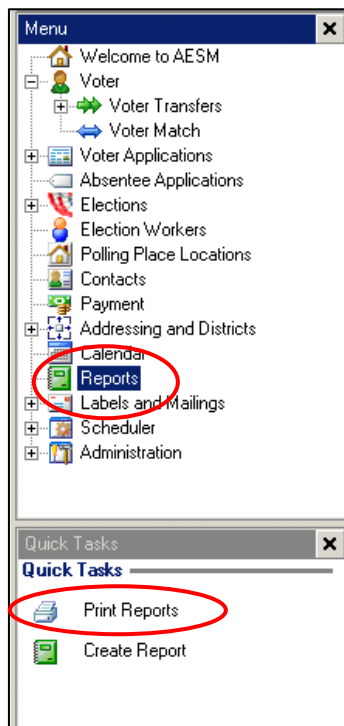 Menu
Welcome to AESM
Voter
Voter Transfers
Voter Match
Voter Applications
Absentee Applications
Elections
Election Workers
Polling Place Locations
Contacts
Payment
Addressing and Districts
Calendar
Reports
Labels and Mailings
Scheduler
Administration
Quick Tasks
Quick Tasks
Print Reports
Create Report